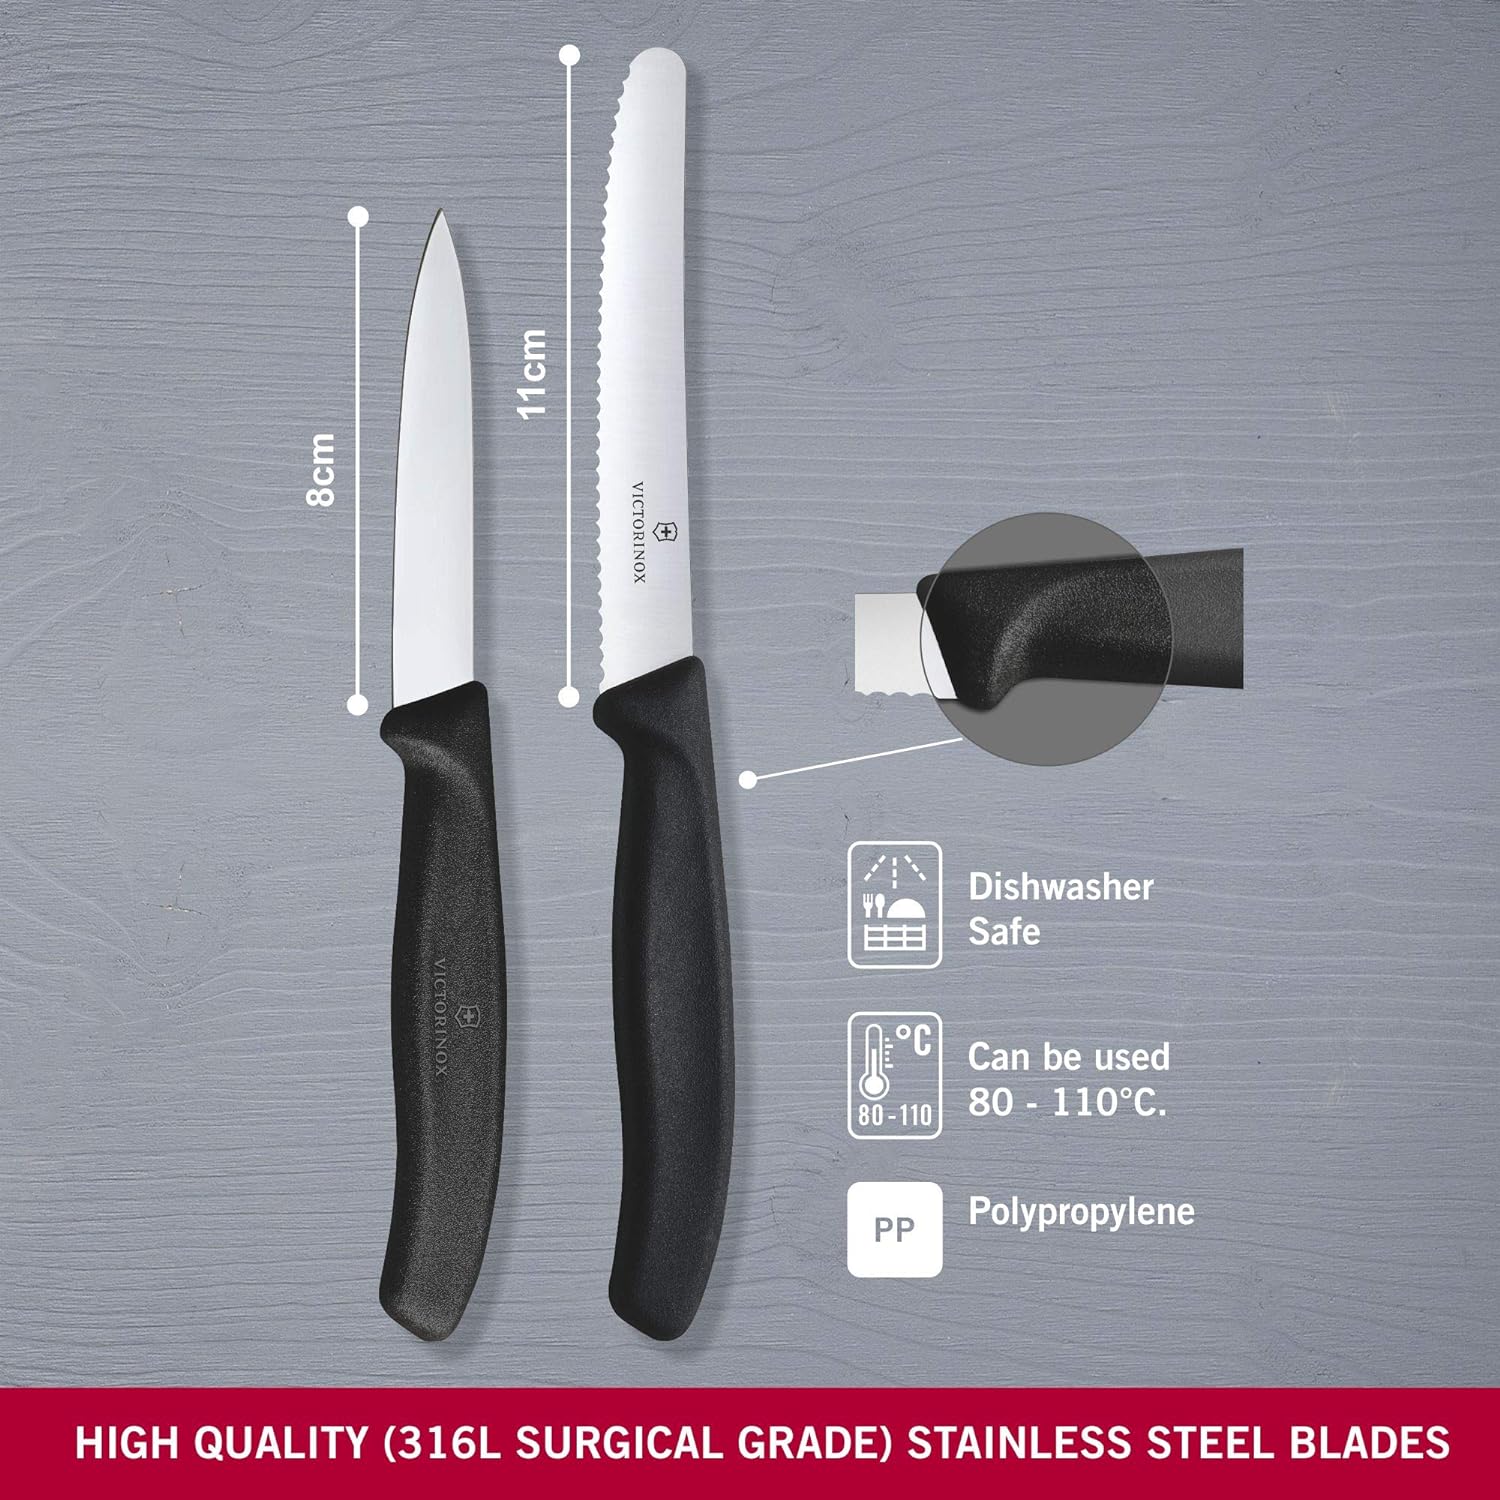 11cm
8cm
VICTORINOX
VICTORINOX
Dishwasher
Safe
°C
80-110
Can be used
80 - 110°C.
PP
Polypropylene
HIGH QUALITY (316L SURGICAL GRADE) STAINLESS STEEL BLADES